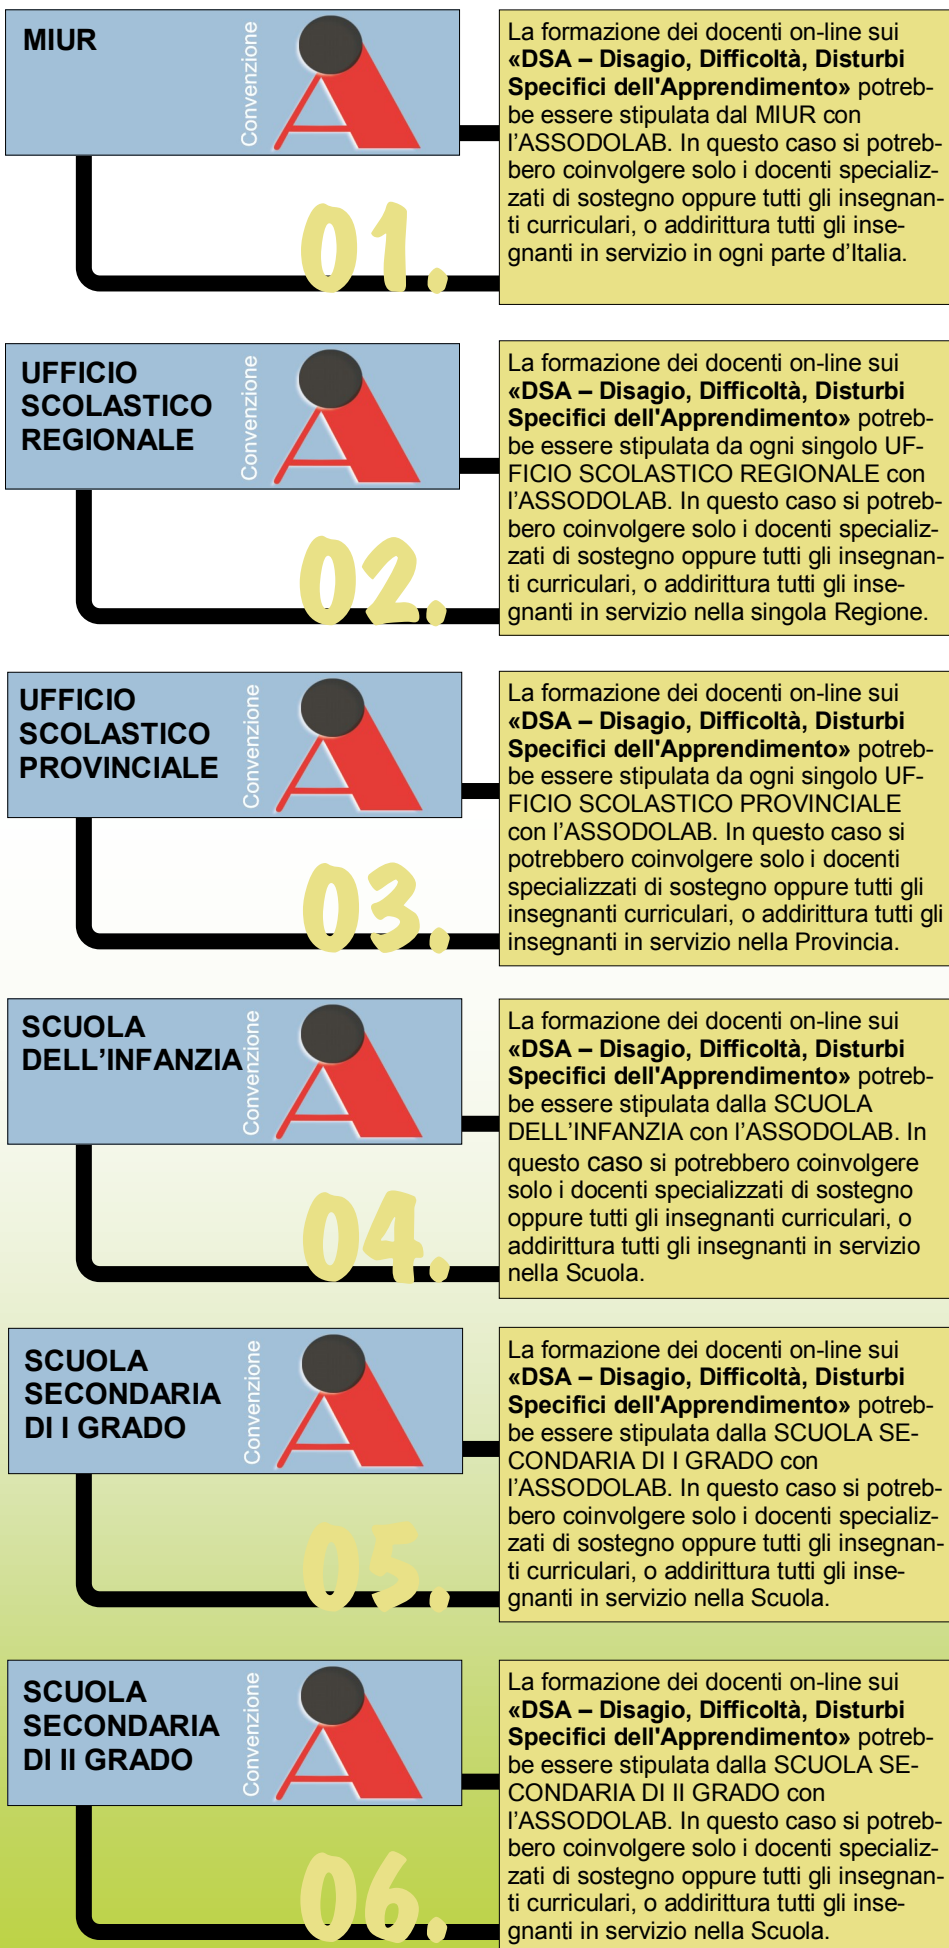 MIUR
Convenzione
01.
La formazione dei docenti on-line sui
«DSA – Disagio, Difficoltà, Disturbi
Specifici dell'Apprendimento» potreb-
be essere stipulata dal MIUR con
l’ASSODOLAB. In questo caso si potreb-
bero coinvolgere solo i docenti specializ-
zati di sostegno oppure tutti gli insegnan-
ti curriculari, o addirittura tutti gli inse-
gnanti in servizio in ogni parte d’Italia.
UFFICIO
SCOLASTICO
REGIONALE
Convenzione
02.
La formazione dei docenti on-line sui
«DSA – Disagio, Difficoltà, Disturbi
Specifici dell'Apprendimento» potreb-
be essere stipulata da ogni singolo UF-
FICIO SCOLASTICO REGIONALE con
l’ASSODOLAB. In questo caso si potreb-
bero coinvolgere solo i docenti specializ-
zati di sostegno oppure tutti gli insegnan-
ti curriculari, o addirittura tutti gli inse-
gnanti in servizio nella singola Regione.
UFFICIO
SCOLASTICO
PROVINCIALE
Convenzione
03.
La formazione dei docenti on-line sui
«DSA – Disagio, Difficoltà, Disturbi
Specifici dell'Apprendimento» potreb-
be essere stipulata da ogni singolo UF-
FICIO SCOLASTICO PROVINCIALE
con l’ASSODOLAB. In questo caso si
potrebbero coinvolgere solo i docenti
specializzati di sostegno oppure tutti gli
insegnanti curriculari, o addirittura tutti gli
insegnanti in servizio nella Provincia.
SCUOLA
DELL’INFANZIA
Convenzione
04.
La formazione dei docenti on-line sui
«DSA – Disagio, Difficoltà, Disturbi
Specifici dell'Apprendimento» potreb-
be essere stipulata dalla SCUOLA
DELL’INFANZIA con l’ASSODOLAB. In
questo caso si potrebbero coinvolgere
solo i docenti specializzati di sostegno
oppure tutti gli insegnanti curriculari, o
addirittura tutti gli insegnanti in servizio
nella Scuola.
SCUOLA
SECONDARIA
DI I GRADO
Convenzione
05.
La formazione dei docenti on-line sui
«DSA – Disagio, Difficoltà, Disturbi
Specifici dell'Apprendimento» potreb-
be essere stipulata dalla SCUOLA SE-
CONDARIA DI I GRADO con
l’ASSODOLAB. In questo caso si potreb-
bero coinvolgere solo i docenti specializ-
zati di sostegno oppure tutti gli insegnan-
ti curriculari, o addirittura tutti gli inse-
gnanti in servizio nella Scuola.
SCUOLA
SECONDARIA
DI II GRADO
Convenzione
06.
La formazione dei docenti on-line sui
«DSA – Disagio, Difficoltà, Disturbi
Specifici dell'Apprendimento» potreb-
be essere stipulata dalla SCUOLA SE-
CONDARIA DI II GRADO con
l’ASSODOLAB. In questo caso si potreb-
bero coinvolgere solo i docenti specializ-
zati di sostegno oppure tutti gli insegnan-
ti curriculari, o addirittura tutti gli inse-
gnanti in servizio nella Scuola.